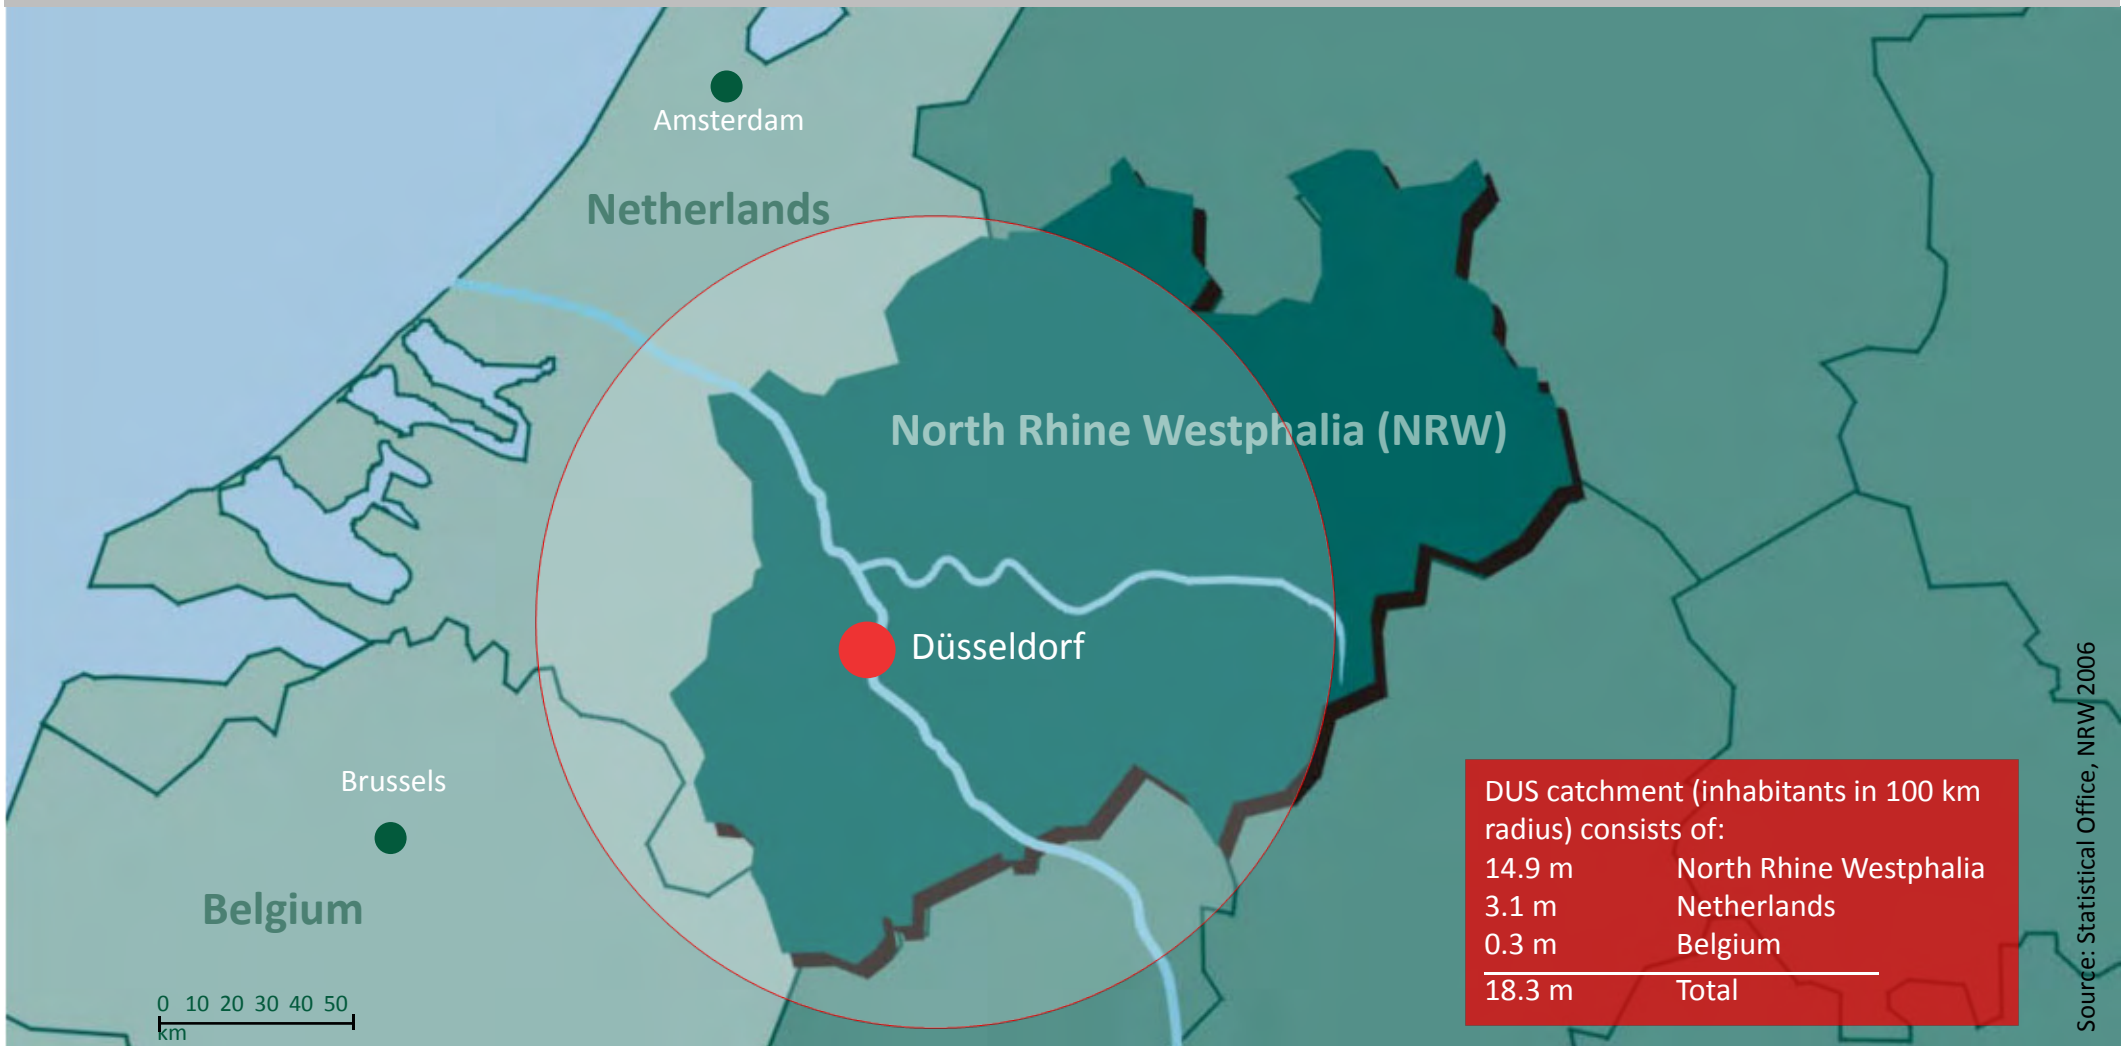 Amsterdam
Netherlands
North Rhine Westphalia (NRW)
Düsseldorf
Brussels
Belgium
0 10 20 30 40 50
km
DUS catchment (inhabitants in 100 km
radius) consists of:
14.9 m North Rhine Westphalia
3.1 m Netherlands
0.3 m Belgium
18.3 m Total
Source: Statistical Office, NRW 2006